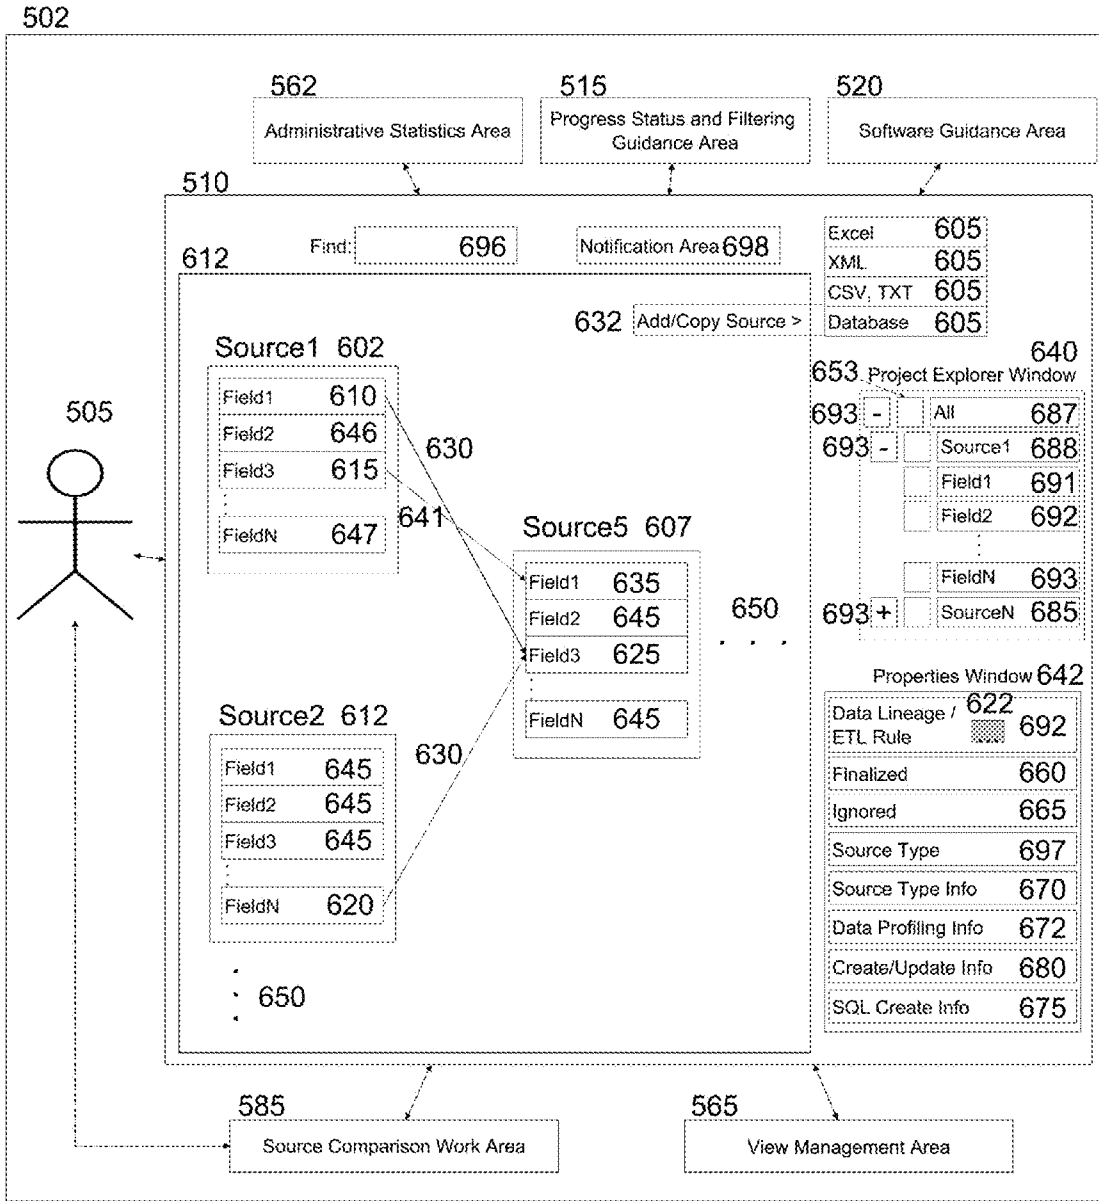 502
562
515
520
Administrative Statistics Area
Progress Status and Filtering
Guidance Area
Software Guidance Area
510
Find: 696
Notification Area 698
Excel 605
XML 605
CSV, TXT 605
Database 605
612
632 Add/Copy Source >
640
653 Project Explorer Window
693 - All 687
693 - Source1 688
Field1 691
Field2 692
FieldN 693
693 + SourceN 685
505
Source1 602
Field1 610
Field2 646
Field3 615
FieldN 647
630
641
Source5 607
Field1 635
Field2 645
Field3 625
FieldN 645
650
Source2 612
Field1 645
Field2 645
Field3 645
FieldN 620
630
650
Properties Window 642
Data Lineage /
ETL Rule
622
692
Finalized 660
Ignored 665
Source Type 697
Source Type Info 670
Data Profiling Info 672
Create/Update Info 680
SQL Create Info 675
585
Source Comparison Work Area
565
View Management Area